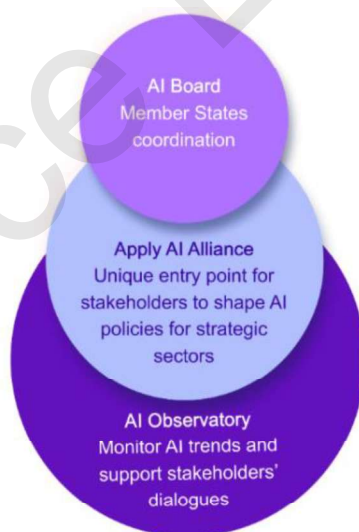 AI Board
Member States
coordination
Apply AI Alliance
Unique entry point for
stakeholders to shape AI
policies for strategic
sectors
AI Observatory
Monitor AI trends and
support stakeholders'
dialogues